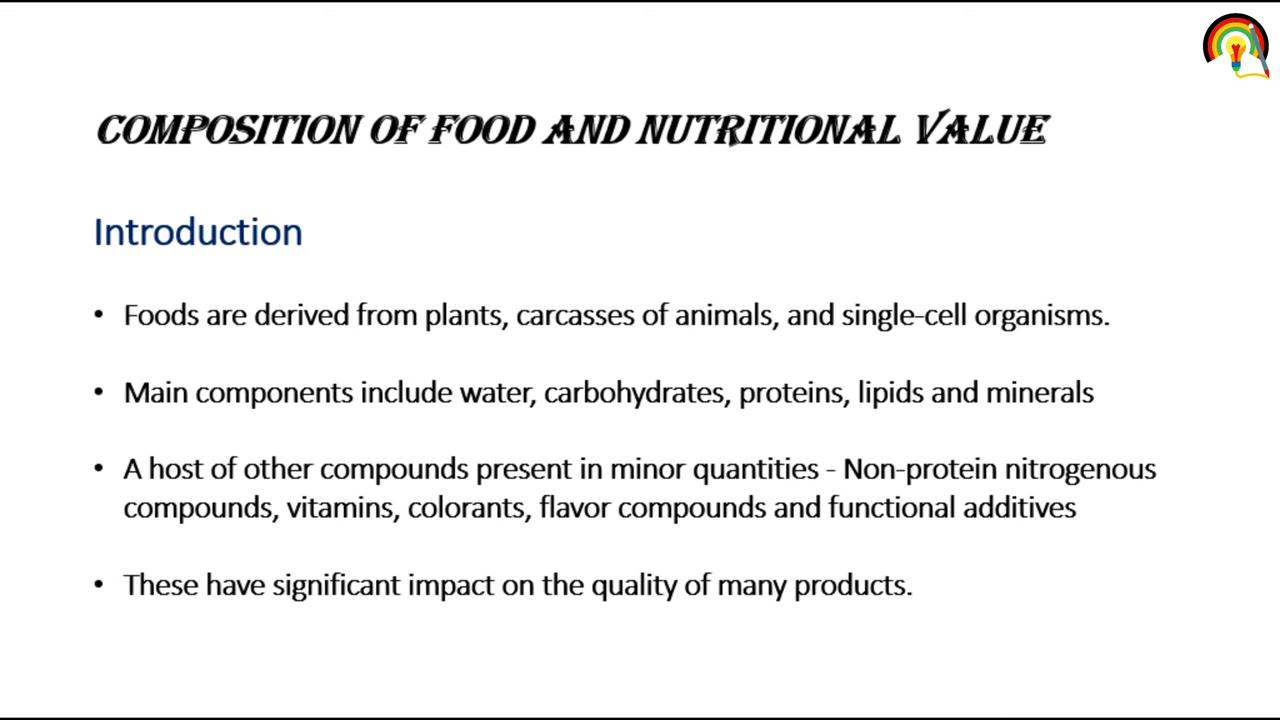 COMPOSITION OF FOOD AND NUTRITIONAL VALUE
Introduction
• Foods are derived from plants, carcasses of animals, and single-cell organisms.
• Main components include water, carbohydrates, proteins, lipids and minerals
• A host of other compounds present in minor quantities - Non-protein nitrogenous
compounds, vitamins, colorants, flavor compounds and functional additives
• These have significant impact on the quality of many products.